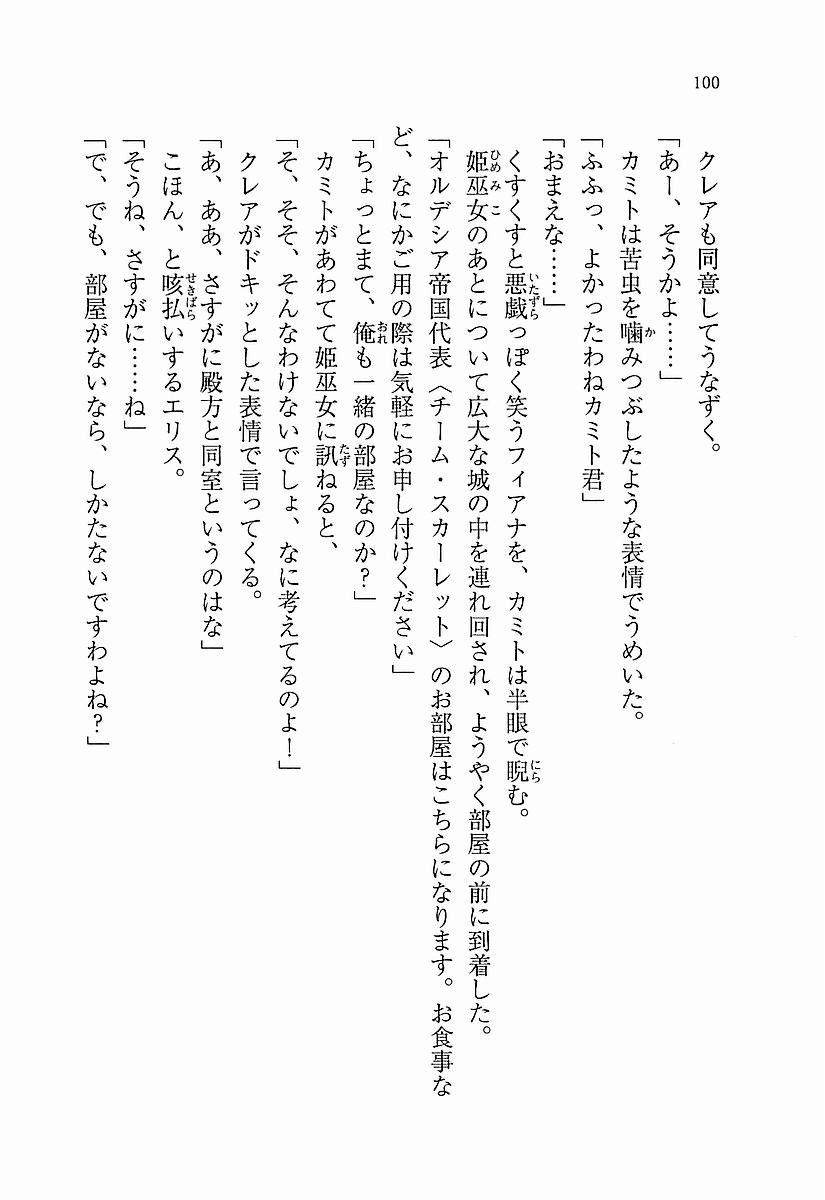 100
クレアも同意してうなずく。
「あー、そうかよ……」
カミトは苦虫を噛みつぶしたような表情でうめいた。
「ふふっ、よかったわねカミト君」
「おまえな……」
くすくすと悪戯っぽく笑うフィアナを、カミトは半眼で睨む。
姫巫女のあとについて広大な城の中を連れ回され、ようやく部屋の前に到着した。
「オルデシア帝国代表〈チーム・スカーレット〉のお部屋はこちらになります。お食事な
ど、なにかご用の際は気軽にお申し付けください」
「ちょっとまて、俺も一緒の部屋なのか?」
カミトがあわてて姫巫女に訊ねると、
「そ、そそ、そんなわけないでしょ、なに考えてるのよ!」
クレアがドキッとした表情で言ってくる。
「あ、ああ、さすがに殿方と同室というのはな」
こほん、と咳払いするエリス。
「そうね、さすがに……ね」
「で、でも、部屋がないなら、しかたないですわよね?」